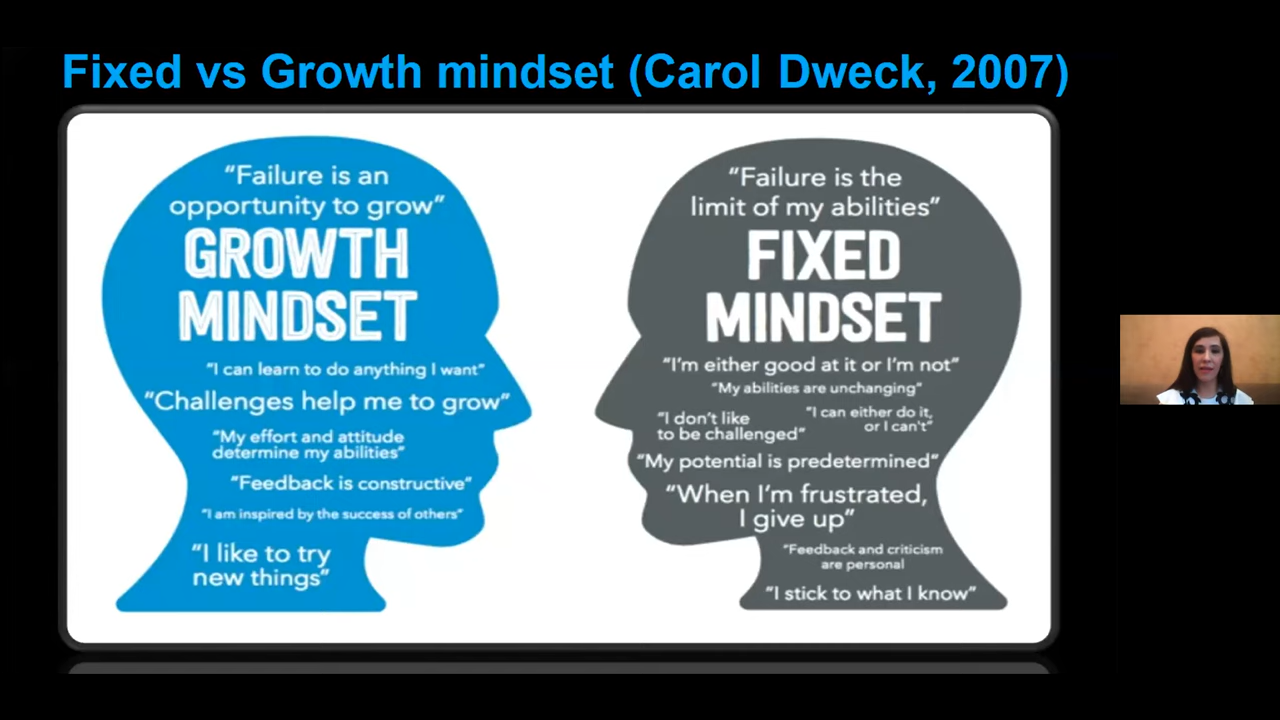 Fixed vs Growth mindset (Carol Dweck, 2007)
“Failure is an
opportunity to grow”
GROWTH
MINDSET
“I can learn to do anything I want”
“Challenges help me to grow”
“My effort and attitude
determine my abilities”
“Feedback is constructive”
“I am inspired by the success of others”
“I like to try
new things”
“Failure is the
limit of my abilities”
FIXED
MINDSET
“I’m either good at it or I’m not”
“My abilities are unchanging”
“I don’t like
to be challenged”
“I can either do it,
or I can’t”
“My potential is predetermined”
“When I’m frustrated,
I give up”
“Feedback and criticism
are personal
“I stick to what I know”